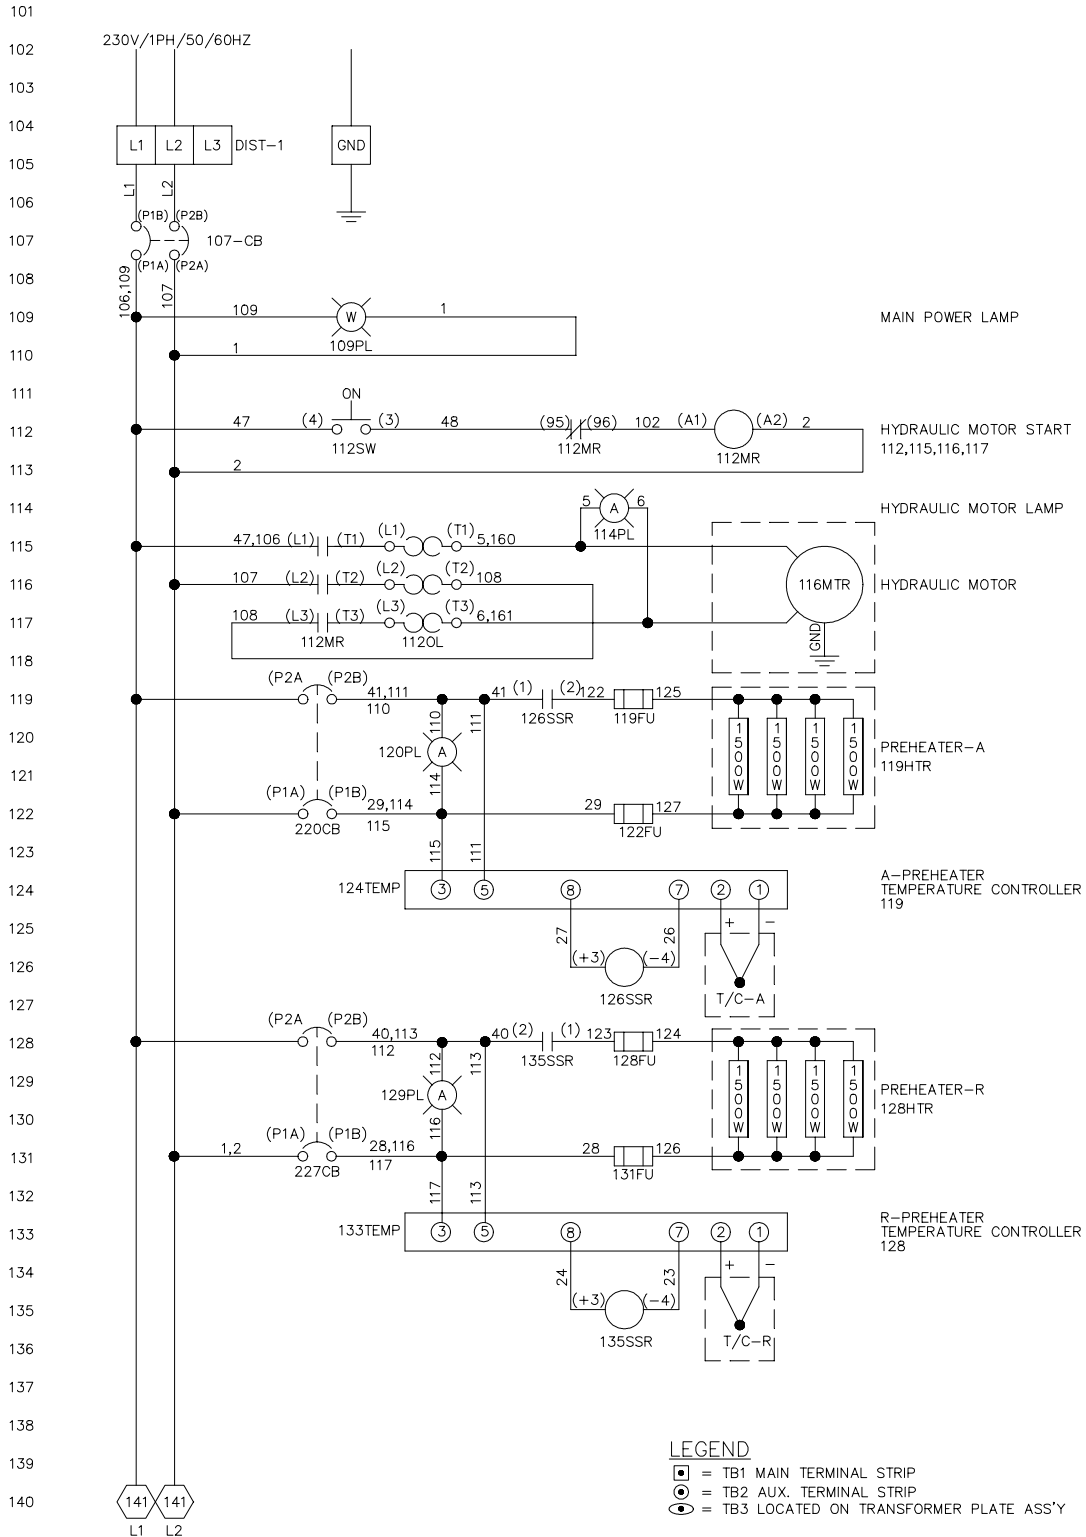 101
102
230V/1PH/50/60HZ
103
104
L1 L2 L3 DIST-1 GND
105
L1 L2
106
(P1B) (P2B)
107
107-CB
(P1A) (P2A)
106,109 107
108
109
109 W 1
109PL
MAIN POWER LAMP
110
1
111
ON
112
47 (4) (3) 48 (95) (96) 102 (A1) (A2) 2
112SW 112MR 112MR
HYDRAULIC MOTOR START
112,115,116,117
113
2
114
5 A 6
114PL
HYDRAULIC MOTOR LAMP
115
47,106 (L1) (T1) (L1) (T1) 5,160
116
107 (L2) (T2) (L2) (T2) 108
116MTR
HYDRAULIC MOTOR
117
108 (L3) (T3) (L3) (T3) 6,161
112MR 112OL
GND
118
(P2A (P2B)
119
41,111 41 (1) (2) 122 125
110
126SSR 119FU
110 111
120
120PL A
1500W 1500W 1500W 1500W
PREHEATER-A
119HTR
121
114
(P1A) (P1B)
122
29,114 29 127
115
220CB 122FU
123
115 111
124
124TEMP 3 5 8 7 2 1
A-PREHEATER
TEMPERATURE CONTROLLER
119
125
27 26 + -
126
(+3) (-4)
126SSR T/C-A
127
(P2A (P2B)
128
40,113 40 (2) (1) 123 124
112
135SSR 128FU
112 113
129
129PL A
1500W 1500W 1500W 1500W
PREHEATER-R
128HTR
130
116
(P1A) (P1B)
131
1,2 28,116 28 126
117
227CB 131FU
132
117 113
133
133TEMP 3 5 8 7 2 1
R-PREHEATER
TEMPERATURE CONTROLLER
128
134
24 23 + -
135
(+3) (-4)
135SSR T/C-R
136
137
138
139
LEGEND
= TB1 MAIN TERMINAL STRIP
= TB2 AUX. TERMINAL STRIP
= TB3 LOCATED ON TRANSFORMER PLATE ASS'Y
140
141 141
L1 L2